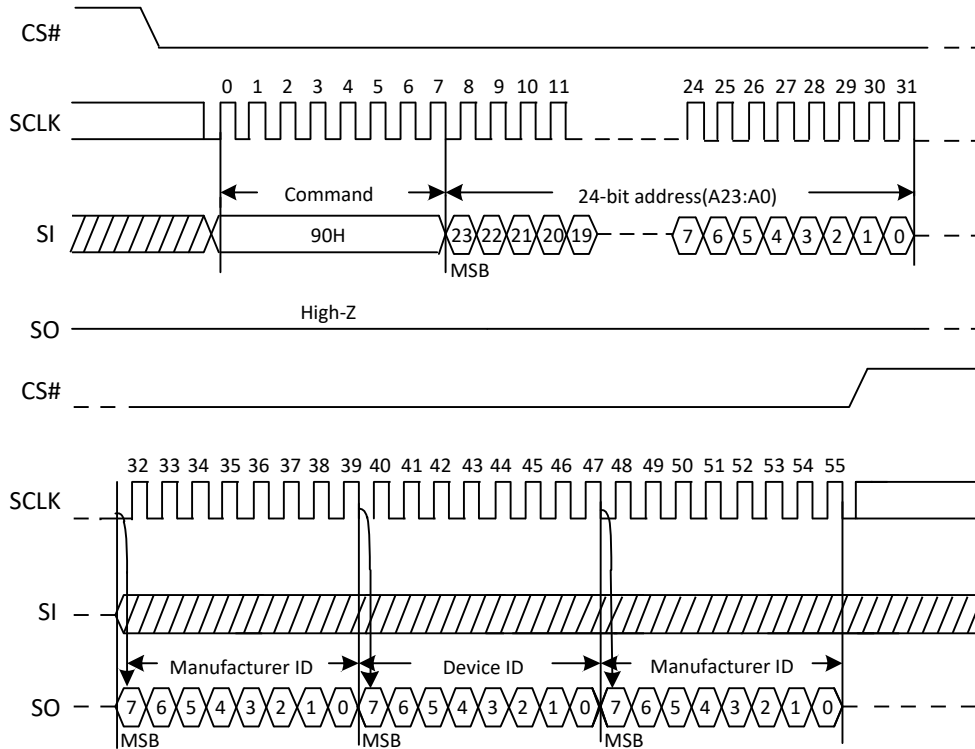 CS#
0 1 2 3 4 5 6 7 8 9 10 11 24 25 26 27 28 29 30 31
SCLK
Command 24-bit address(A23:A0)
SI 90H 23 22 21 20 19 7 6 5 4 3 2 1 0
MSB
High-Z
SO
CS#
32 33 34 35 36 37 38 39 40 41 42 43 44 45 46 47 48 49 50 51 52 53 54 55
SCLK
SI
Manufacturer ID Device ID Manufacturer ID
SO 7 6 5 4 3 2 1 0 7 6 5 4 3 2 1 0 7 6 5 4 3 2 1 0
MSB MSB MSB